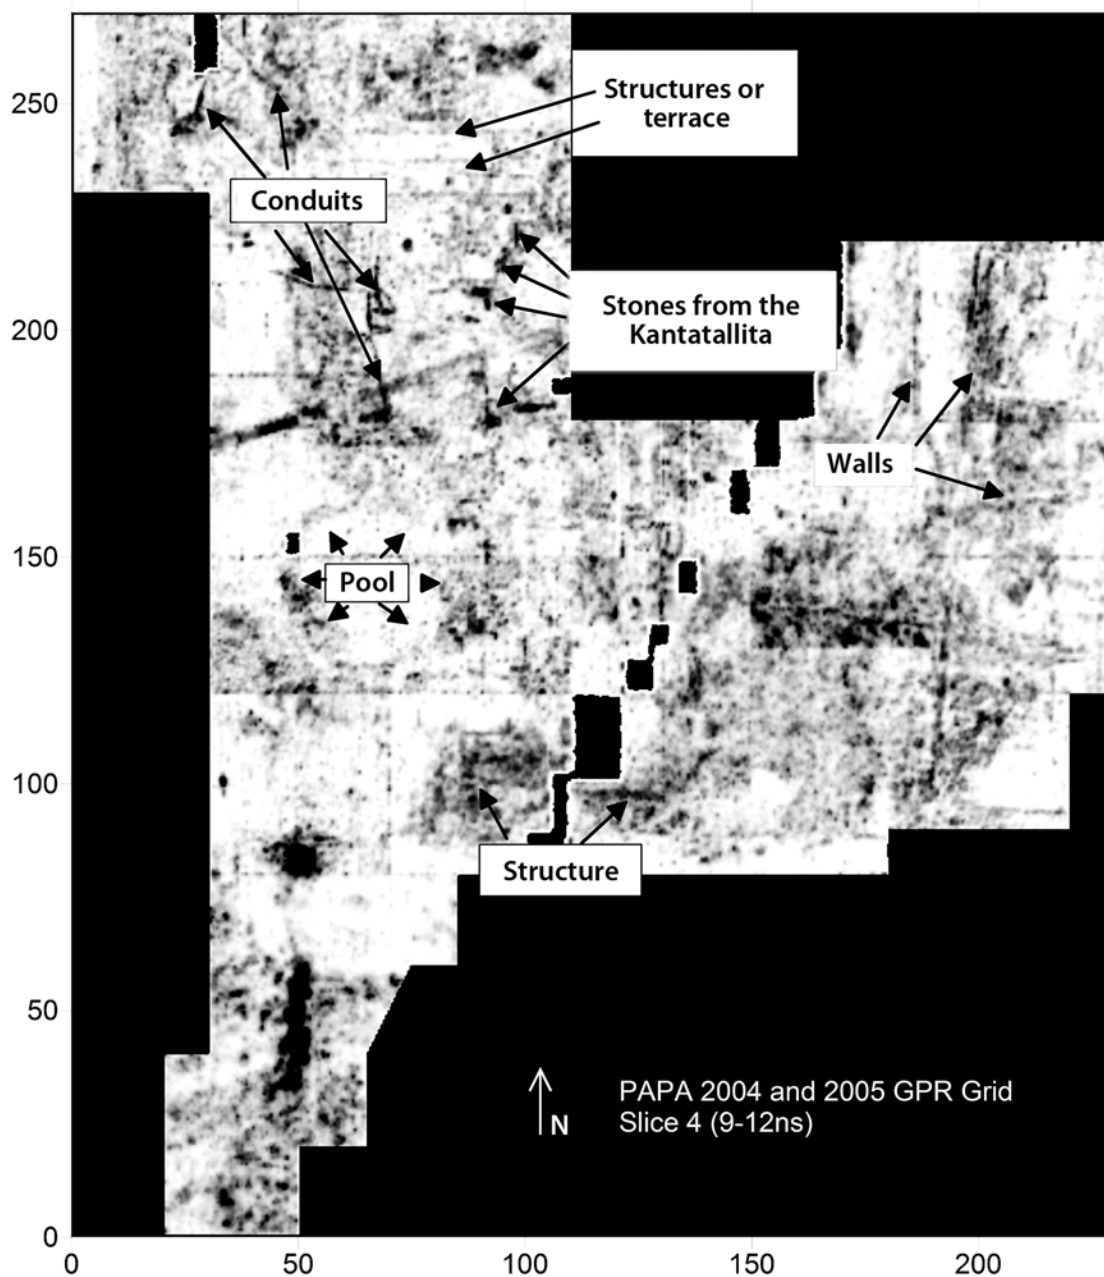 250
200
150
100
50
0
0
50
100
150
200
Structures or
terrace
Conduits
Stones from the
Kantatallita
Walls
Pool
Structure
N
PAPA 2004 and 2005 GPR Grid
Slice 4 (9-12ns)